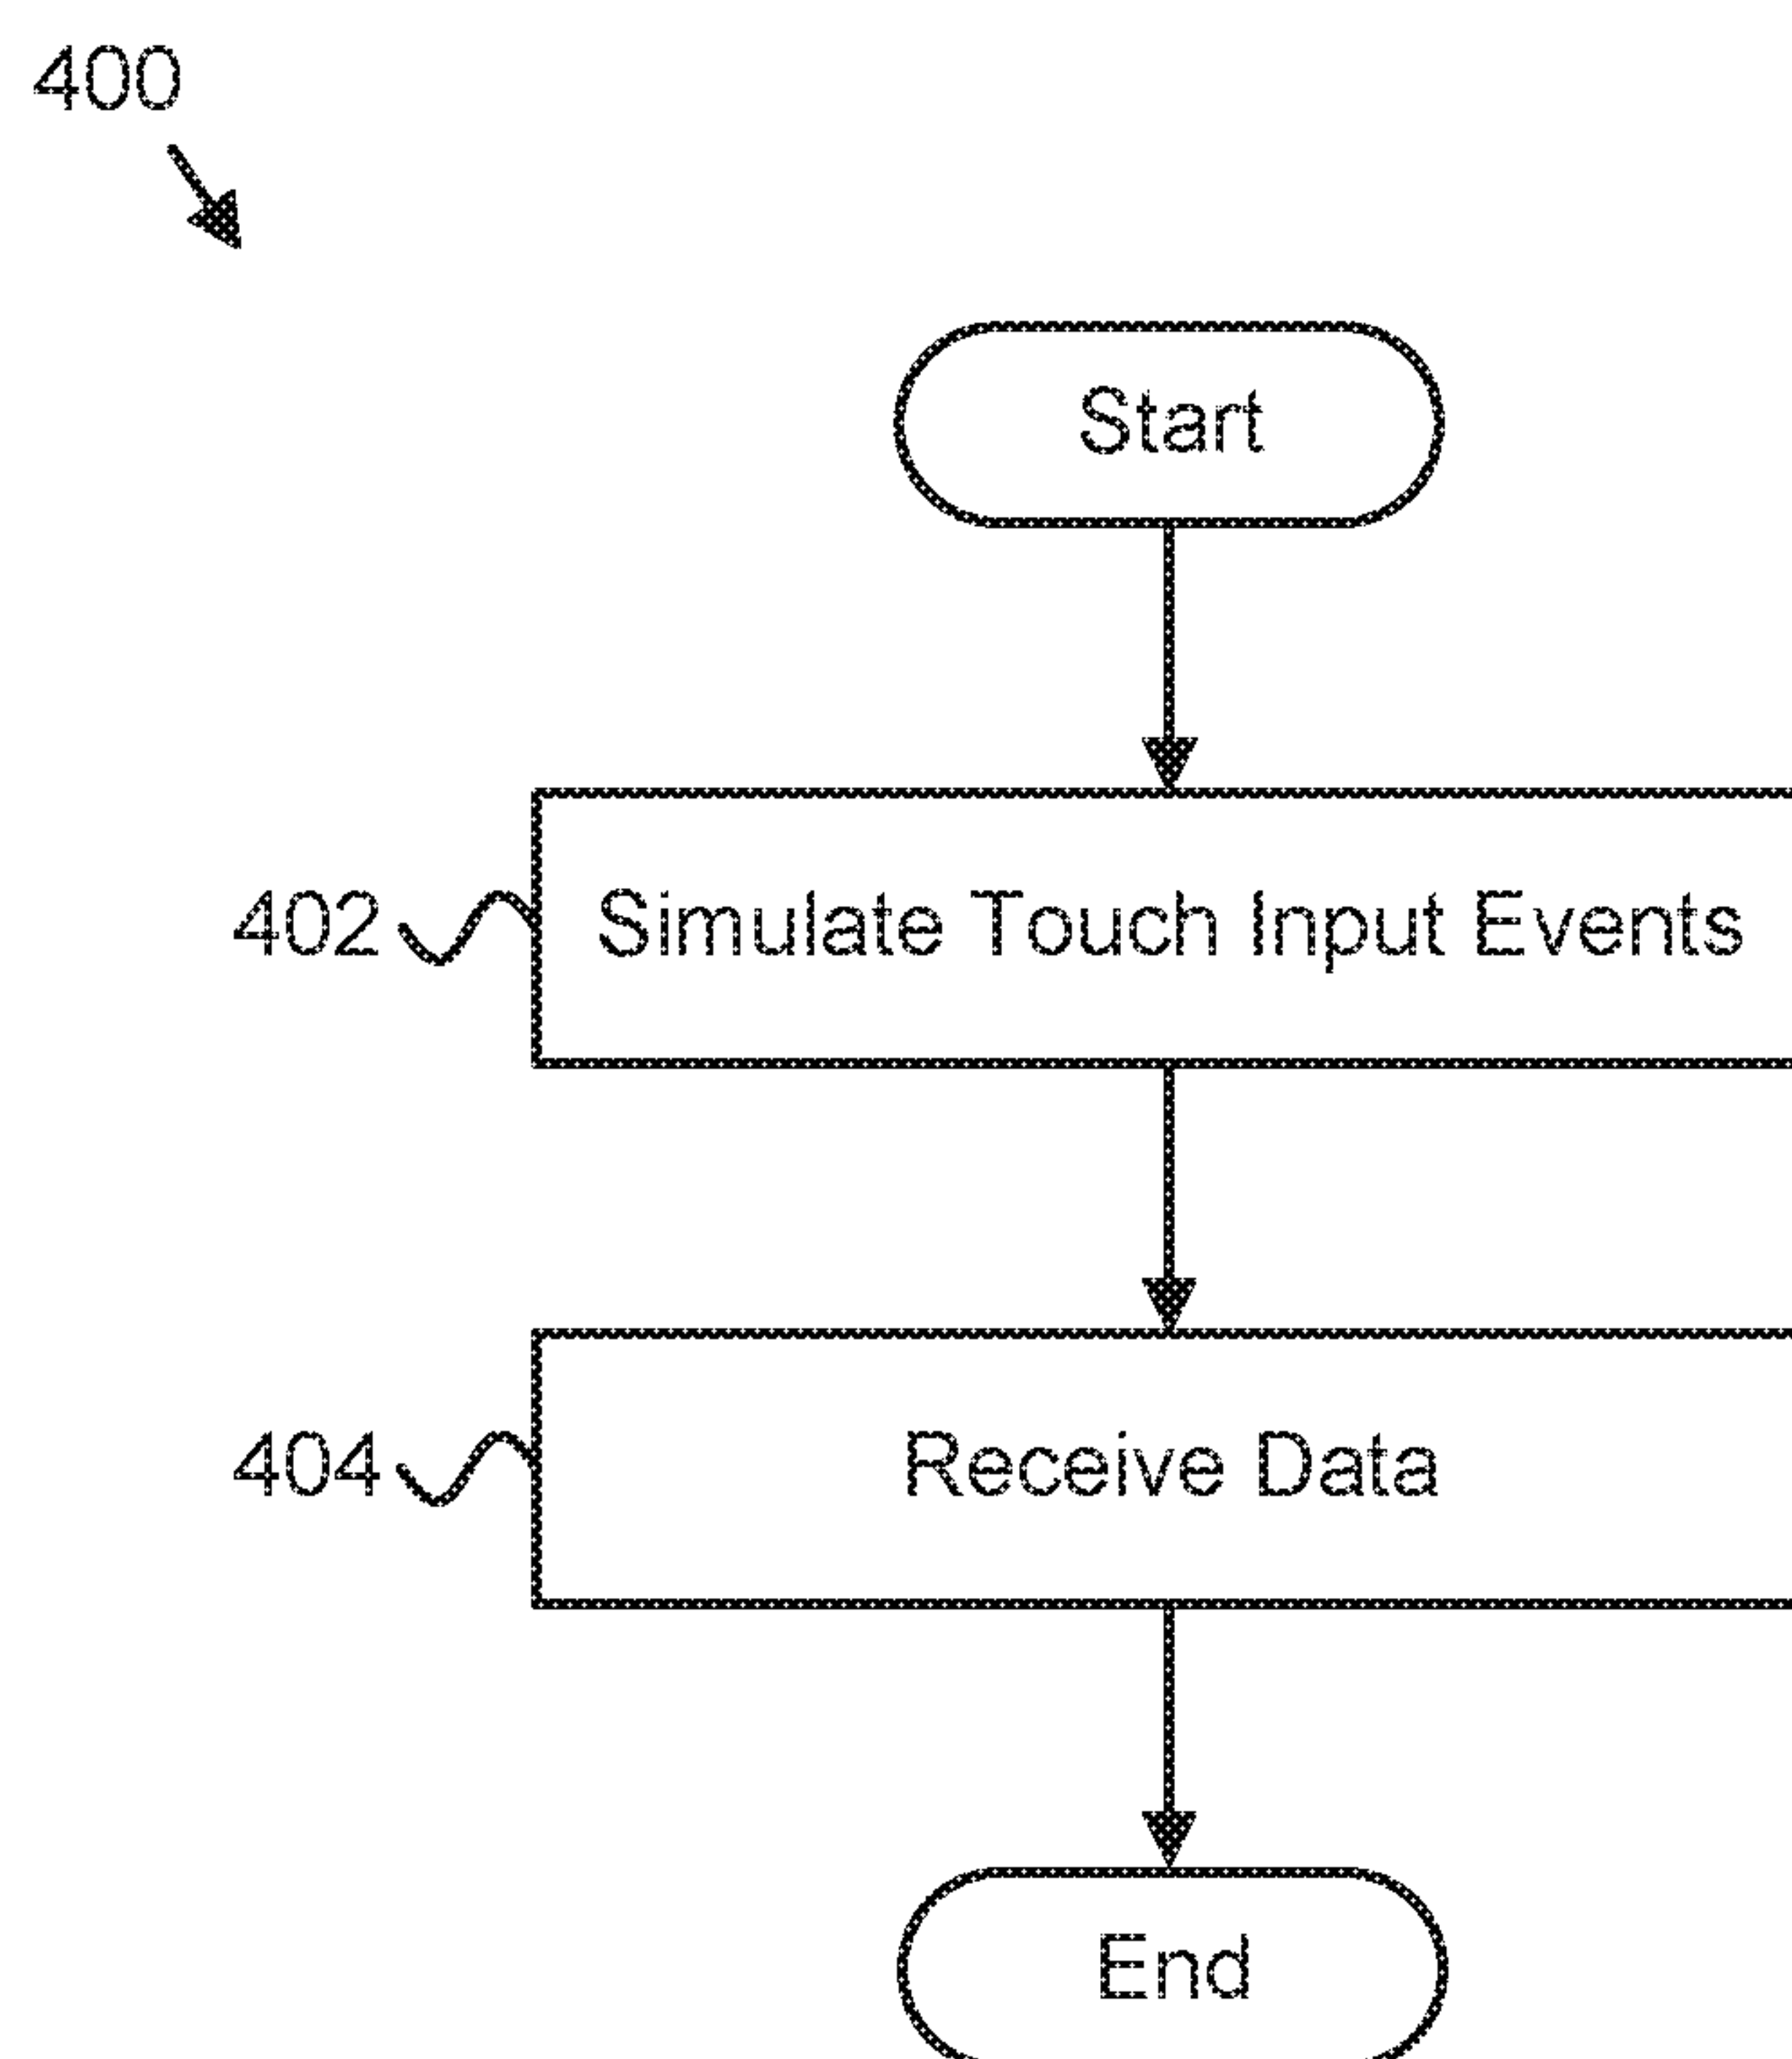 400
Start
402 Simulate Touch Input Events
404 Receive Data
End